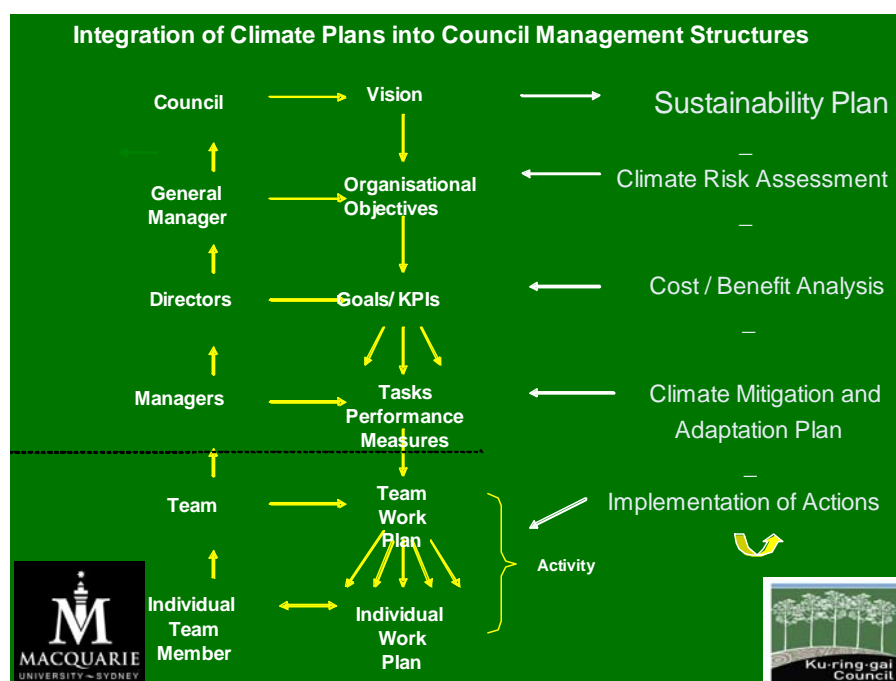 Integration of Climate Plans into Council Management Structures
Council
Vision
Sustainability Plan
–
General
Manager
Organisational
Objectives
Climate Risk Assessment
–
Directors
Goals/ KPIs
Cost / Benefit Analysis
–
Managers
Tasks
Performance
Measures
Climate Mitigation and
Adaptation Plan
–
Team
Team
Work
Plan
Implementation of Actions
Activity
Individual
Team
Member
Individual
Work
Plan
M
MACQUARIE
UNIVERSITY~SYDNEY
Ku-ring-gai
Council